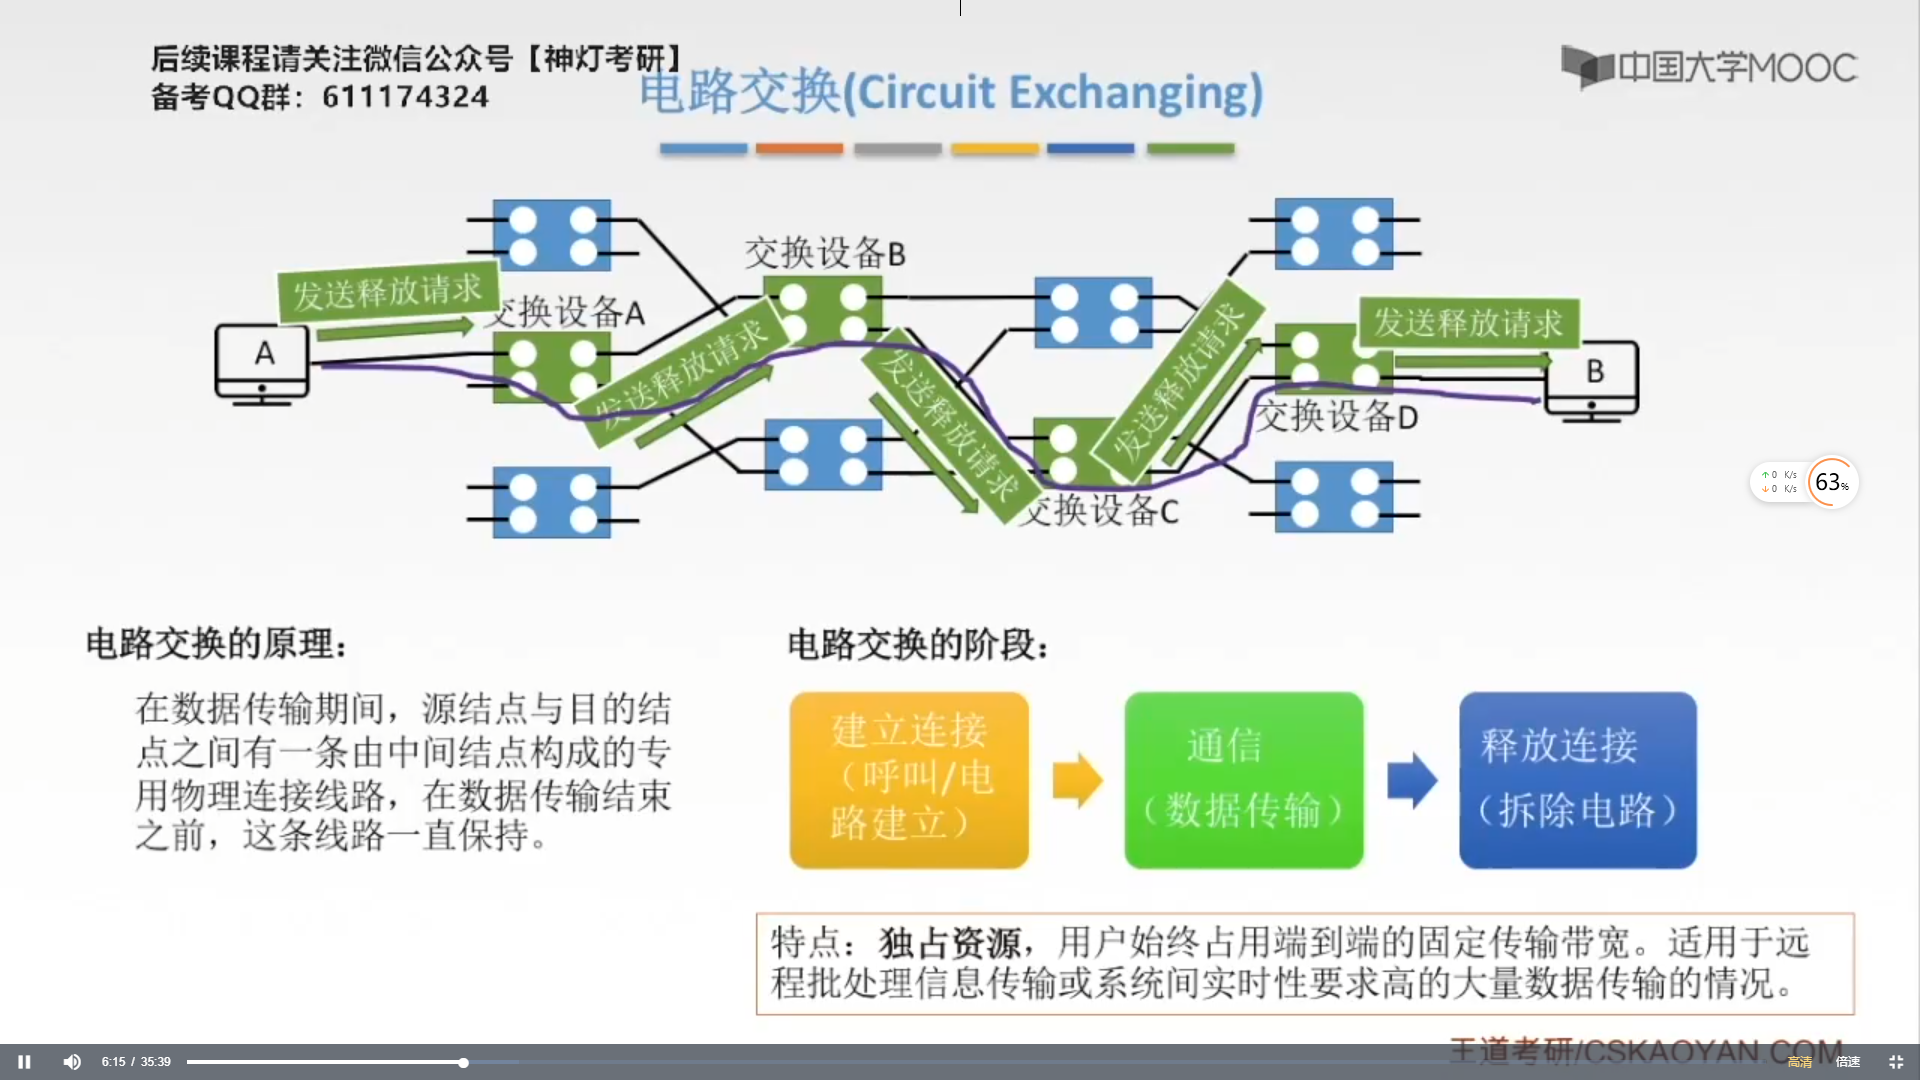 后续课程请关注微信公众号【神灯考研】
备考QQ群：611174324
电路交换(Circuit Exchanging)
中国大学MOOC
交换设备B
发送释放请求
交换设备A
发送释放请求
A
发送释放请求
发送释放请求
发送释放请求
B
交换设备D
交换设备C
0 K/s
0 K/s
63%
电路交换的原理：
在数据传输期间，源结点与目的结
点之间有一条由中间结点构成的专
用物理连接线路，在数据传输结束
之前，这条线路一直保持。
电路交换的阶段：
建立连接
（呼叫/电
路建立）
通信
（数据传输）
释放连接
（拆除电路）
特点：独占资源，用户始终占用端到端的固定传输带宽。适用于远
程批处理信息传输或系统间实时性要求高的大量数据传输的情况。
王道考研/CSKAOYAN.COM
6:15 / 35:39
高清
倍速